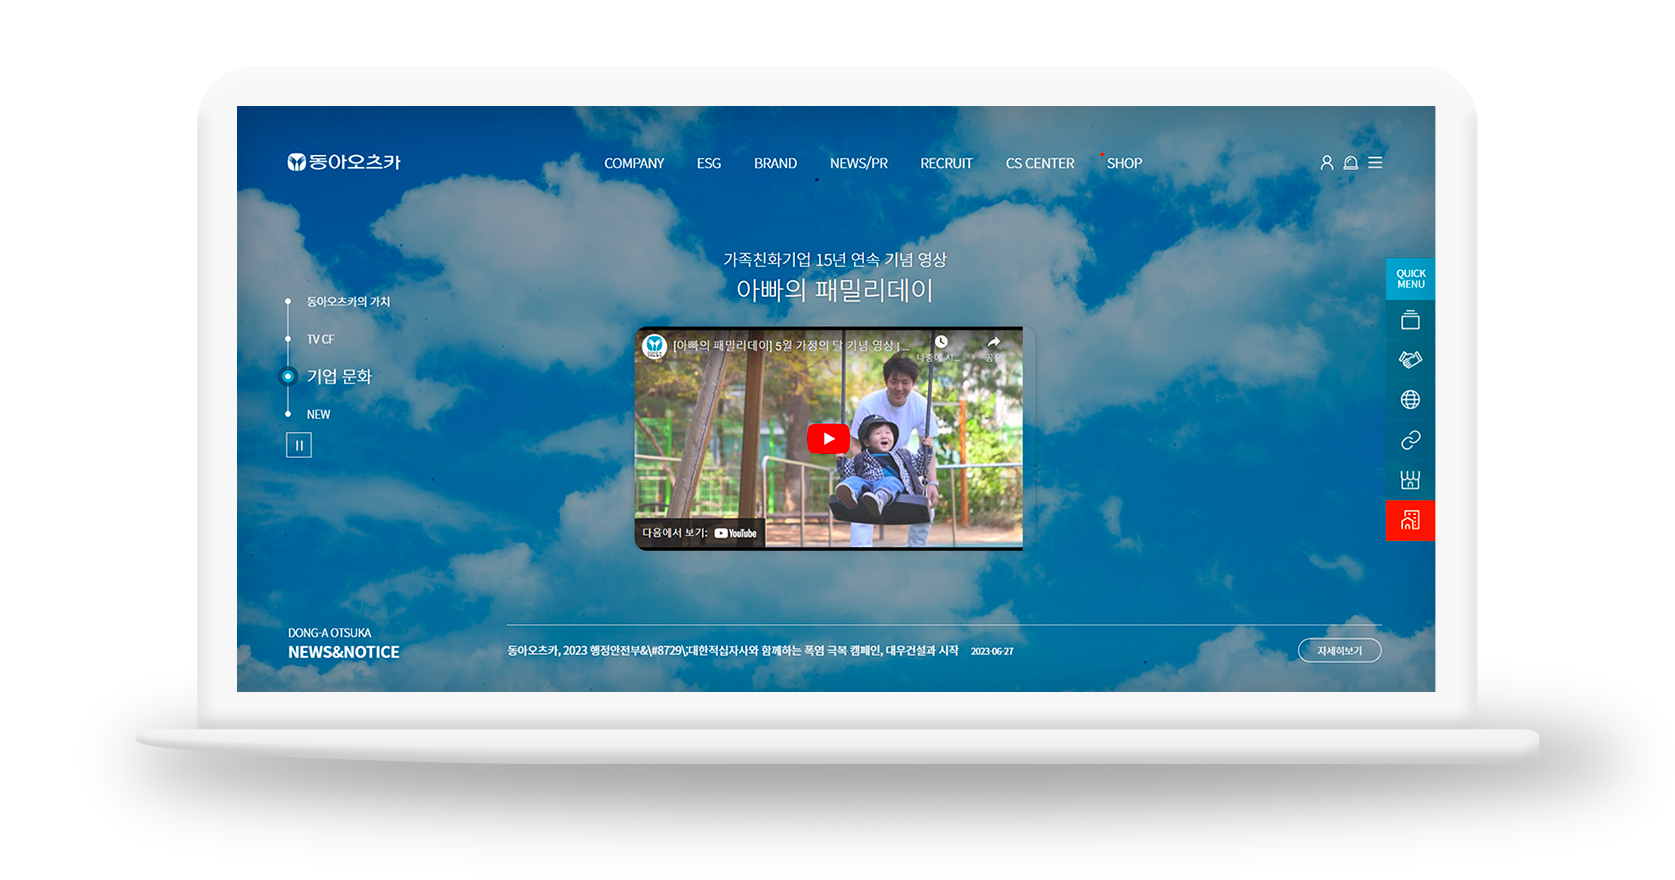 동아오츠카
COMPANY ESG BRAND NEWS/PR RECRUIT CS CENTER SHOP
가족친화기업 15년 연속 기념 영상
아빠의 패밀리데이
동아오츠카의 가치
TV CF
기업 문화
NEW
[아빠의 패밀리데이] 5월 가정의 달 기념 영상 | ...
나중에 시...
공유
다음에서 보기: YouTube
QUICK
MENU
DONG-A OTSUKA
NEWS&NOTICE
동아오츠카, 2023 행정안전부&\#8729\;대한적십자사와 함께하는 폭염 극복 캠페인, 대우건설과 시작 2023-06-27
자세히보기